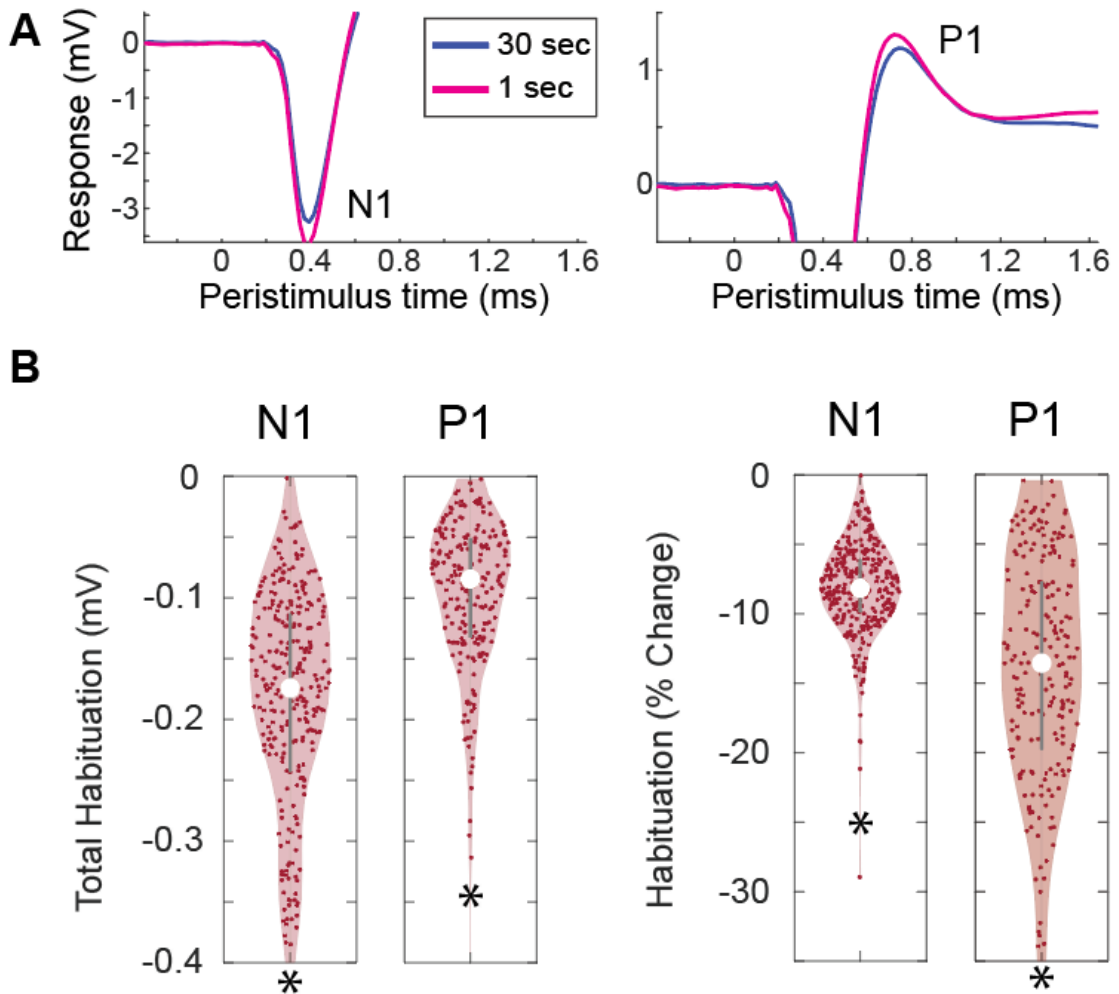 A
Response (mV)
0
-1
-2
-3
30 sec
1 sec
N1
0 0.4 0.8 1.2 1.6
Peristimulus time (ms)
1
0
P1
0 0.4 0.8 1.2 1.6
Peristimulus time (ms)
B
N1 P1
Total Habituation (mV)
0
-0.1
-0.2
-0.3
-0.4
*
*
N1 P1
Habituation (% Change)
0
-10
-20
-30
*
*